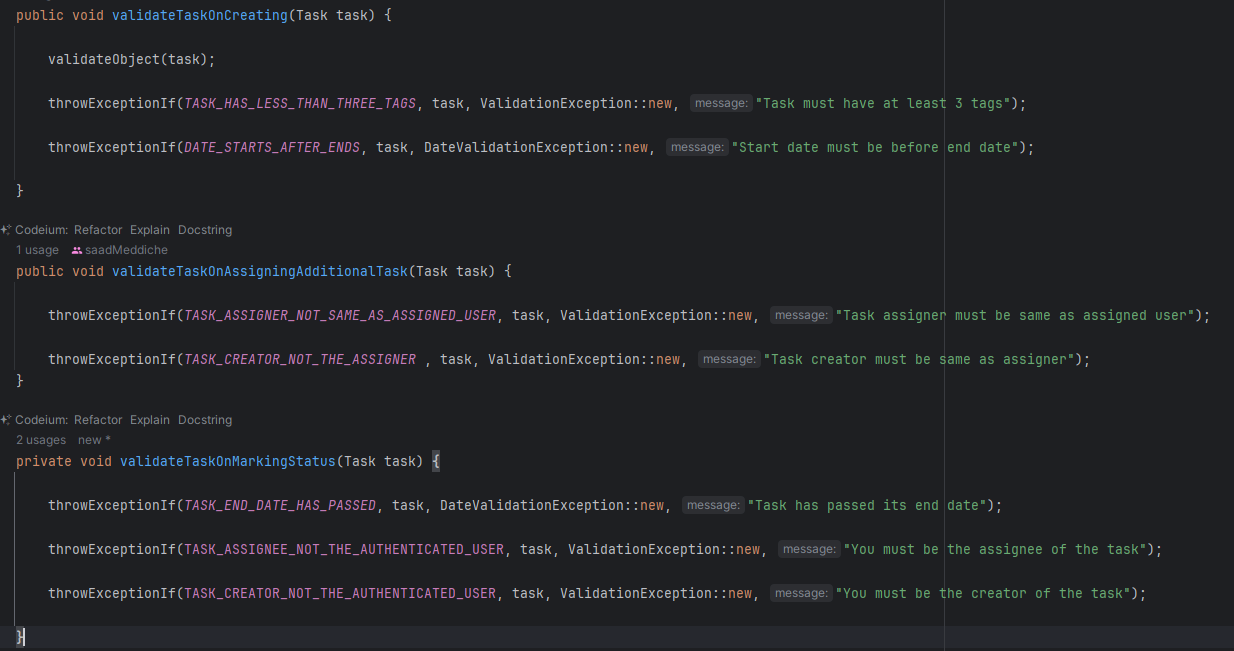 public void validateTaskOnCreating(Task task) {
validateObject(task);
throwExceptionIf(TASK_HAS_LESS_THAN_THREE_TAGS, task, ValidationException::new, message: "Task must have at least 3 tags");
throwExceptionIf(DATE_STARTS_AFTER_ENDS, task, DateValidationException::new, message: "Start date must be before end date");
}
Codeium: Refactor Explain Docstring
1 usage saadMeddiche
public void validateTaskOnAssigningAdditionalTask(Task task) {
throwExceptionIf(TASK_ASSIGNER_NOT_SAME_AS_ASSIGNED_USER, task, ValidationException::new, message: "Task assigner must be same as assigned user");
throwExceptionIf(TASK_CREATOR_NOT_THE_ASSIGNER , task, ValidationException::new, message: "Task creator must be same as assigner");
}
Codeium: Refactor Explain Docstring
2 usages new *
private void validateTaskOnMarkingStatus(Task task) {
throwExceptionIf(TASK_END_DATE_HAS_PASSED, task, DateValidationException::new, message: "Task has passed its end date");
throwExceptionIf(TASK_ASSIGNEE_NOT_THE_AUTHENTICATED_USER, task, ValidationException::new, message: "You must be the assignee of the task");
throwExceptionIf(TASK_CREATOR_NOT_THE_AUTHENTICATED_USER, task, ValidationException::new, message: "You must be the creator of the task");
}